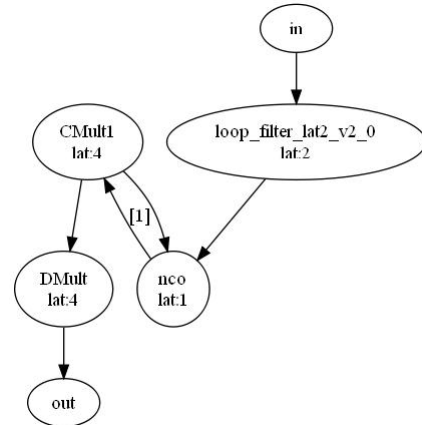 in
CMult1
lat:4
loop_filter_lat2_v2_0
lat:2
[1]
DMult
lat:4
nco
lat:1
out